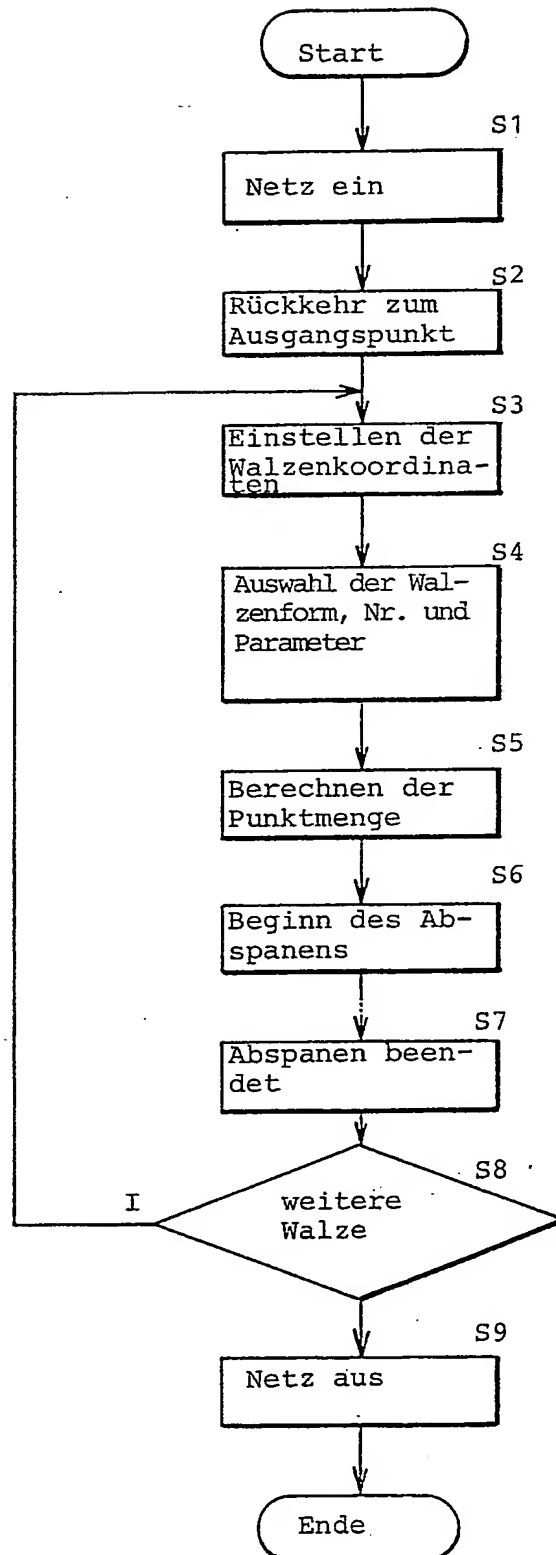 Start
S1
Netz ein
S2
Rückkehr zum
Ausgangspunkt
S3
Einstellen der
Walzenkoordina-
ten
S4
Auswahl der Wal-
zenform, Nr. und
Parameter
S5
Berechnen der
Punktmenge
S6
Beginn des Ab-
spanens
S7
Abspanen been-
det
S8
I
weitere
Walze
S9
Netz aus
Ende